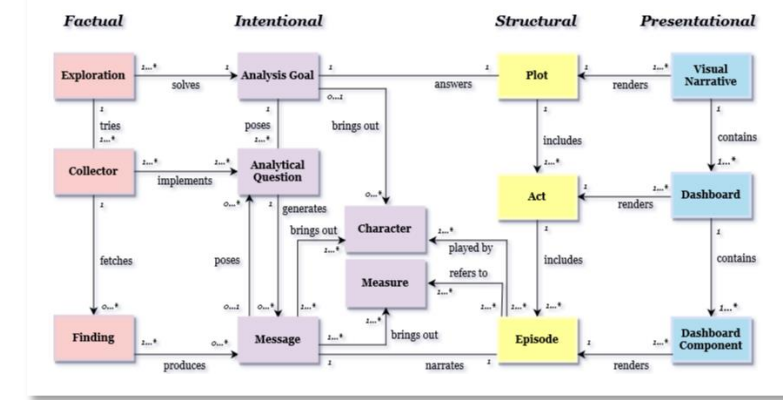 Factual Intentional Structural Presentational
Exploration 1...* solves 1 Analysis Goal 1 answers 1 Plot 1 renders 1...* Visual
Narrative
0...1
1 tries 1...*
1 poses 1...*
brings out 0...*
1 includes 1...*
1 contains 1...*
Collector 1...* implements 1...* Analytical
Question
Act 1 renders 1...* Dashboard
1 fetches 0...*
0...* poses 0...1
1 generates 0...*
brings out 1...* 1...*
Character 1...* played by 1...*
Measure 1...* refers to 1...*
1 includes 1...*
1 contains 1...*
Finding 1...* produces 0...* Message 1...* brings out 1...*
1 narrates 1 Episode 1 renders 1...* Dashboard
Component